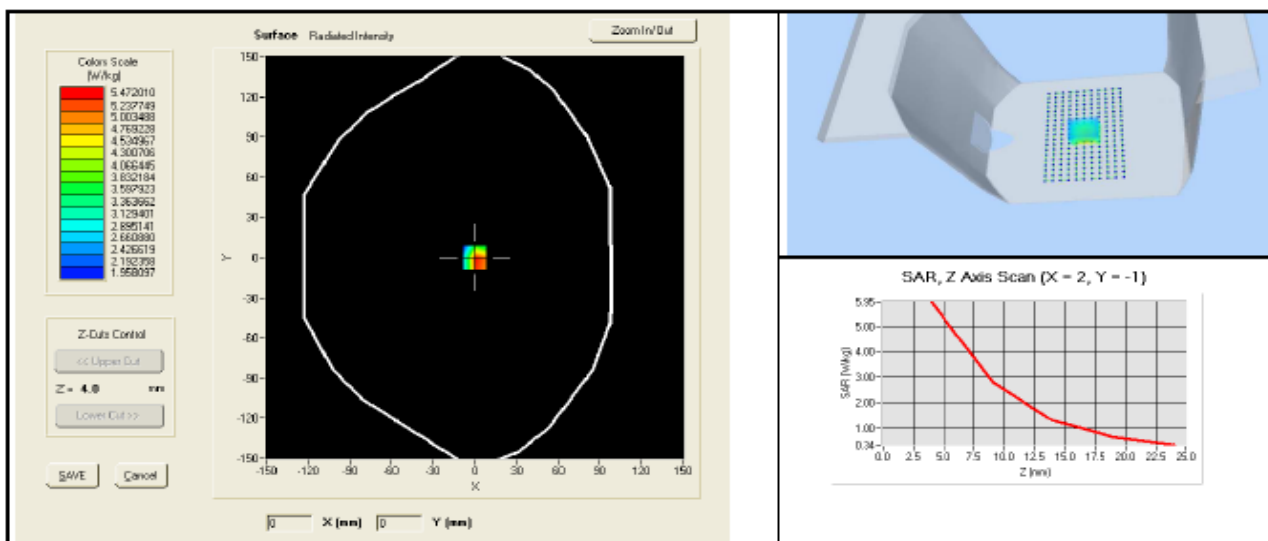 Surface Radiated Intensity
Zoom In/Out
Colors Scale
(W/kg)
5.472010
5.237749
5.003488
4.769228
4.534967
4.300706
4.066445
3.832184
3.597923
3.363662
3.129401
2.895141
2.660880
2.426619
2.192358
1.958097
Z-Cuts Control
<< Upper Cut
Z = 4.0 mm
Lower Cut >>
SAVE Cancel
150
120
90
60
30
Y 0
-30
-60
-90
-120
-150
-150 -120 -90 -60 -30 0 30 60 90 120 150
X
0 X (mm) 0 Y (mm)
SAR, Z Axis Scan (X = 2, Y = -1)
SAR (W/kg)
5.95
5.00
4.00
3.00
2.00
1.00
0.34
0.0 2.5 5.0 7.5 10.0 12.5 15.0 17.5 20.0 22.5 25.0
Z (mm)